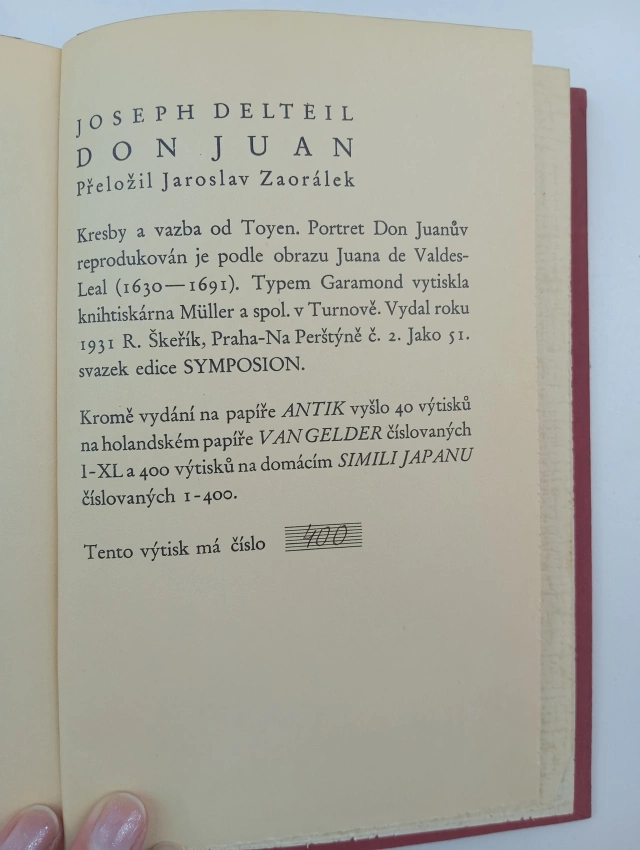 JOSEPH DELTEIL
DON JUAN
Přeložil Jaroslav Zaorálek
Kresby a vazba od Toyen. Portret Don Juanův
reprodukován je podle obrazu Juana de Valdes-
Leal (1630—1691). Typem Garamond vytiskla
knihtiskárna Müller a spol. v Turnově. Vydal roku
1931 R. Škeřík, Praha-Na Perštýně č. 2. Jako 51.
svazek edice SYMPOSION.
Kromě vydání na papíře ANTIK vyšlo 40 výtisků
na holandském papíře VAN GELDER číslovaných
I-XL a 400 výtisků na domácím SIMILI JAPANU
číslovaných 1-400.
Tento výtisk má číslo 400